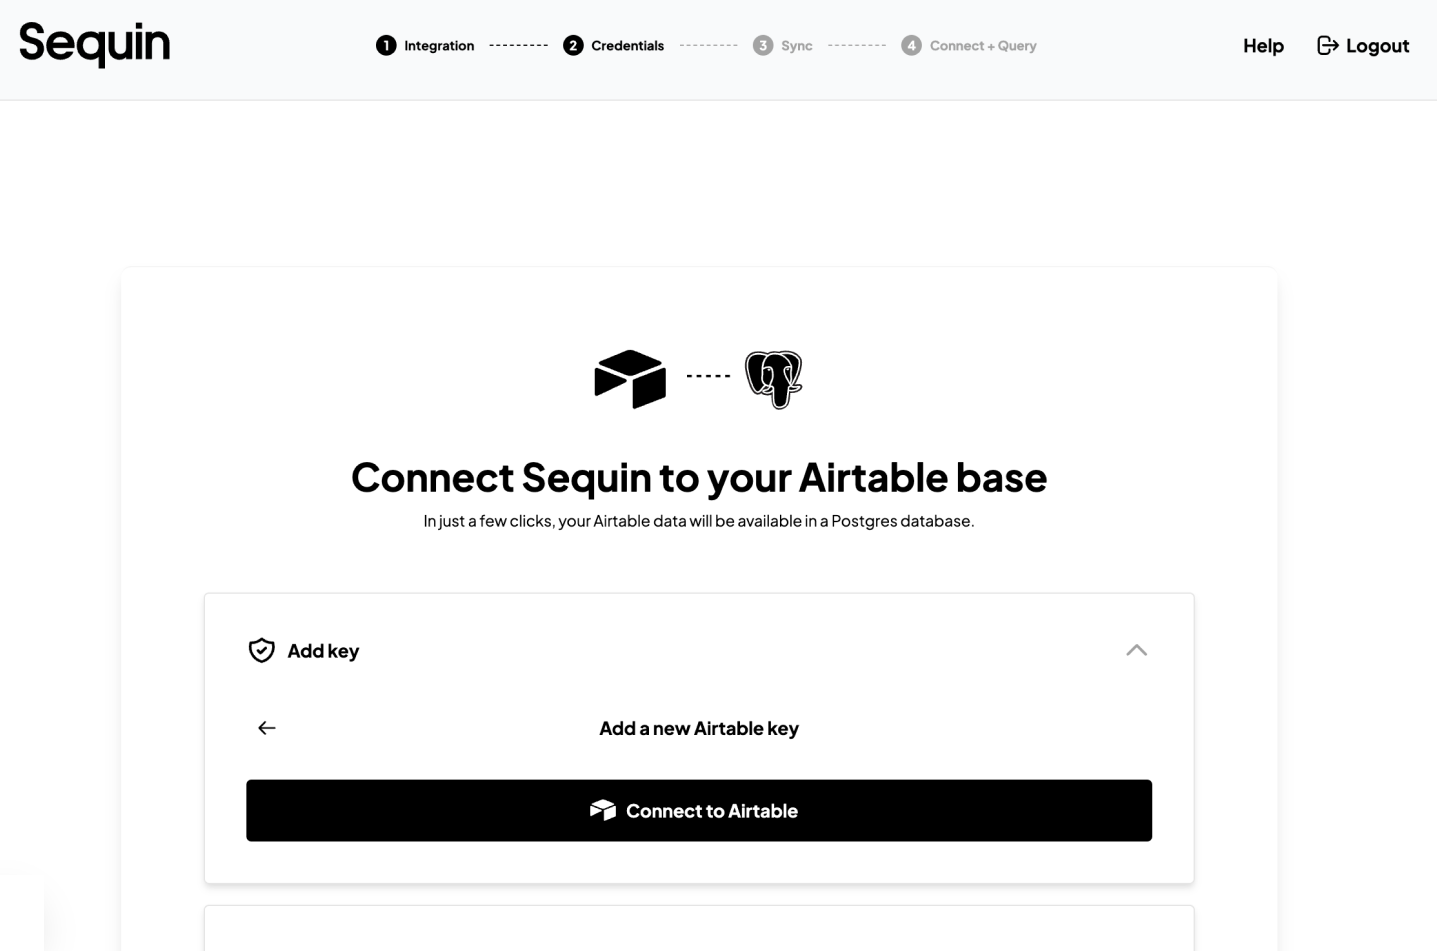 Sequin
1 Integration 2 Credentials 3 Sync 4 Connect + Query
Help Logout
Connect Sequin to your Airtable base
In just a few clicks, your Airtable data will be available in a Postgres database.
Add key
Add a new Airtable key
Connect to Airtable